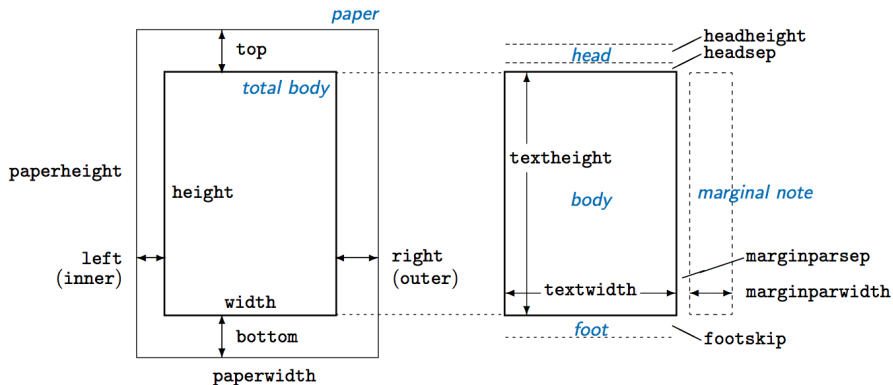 paper
top
total body
paperheight
height
left
(inner)
right
(outer)
width
bottom
paperwidth
headheight
head
headsep
textheight
body
marginal note
marginparsep
textwidth
marginparwidth
foot
footskip